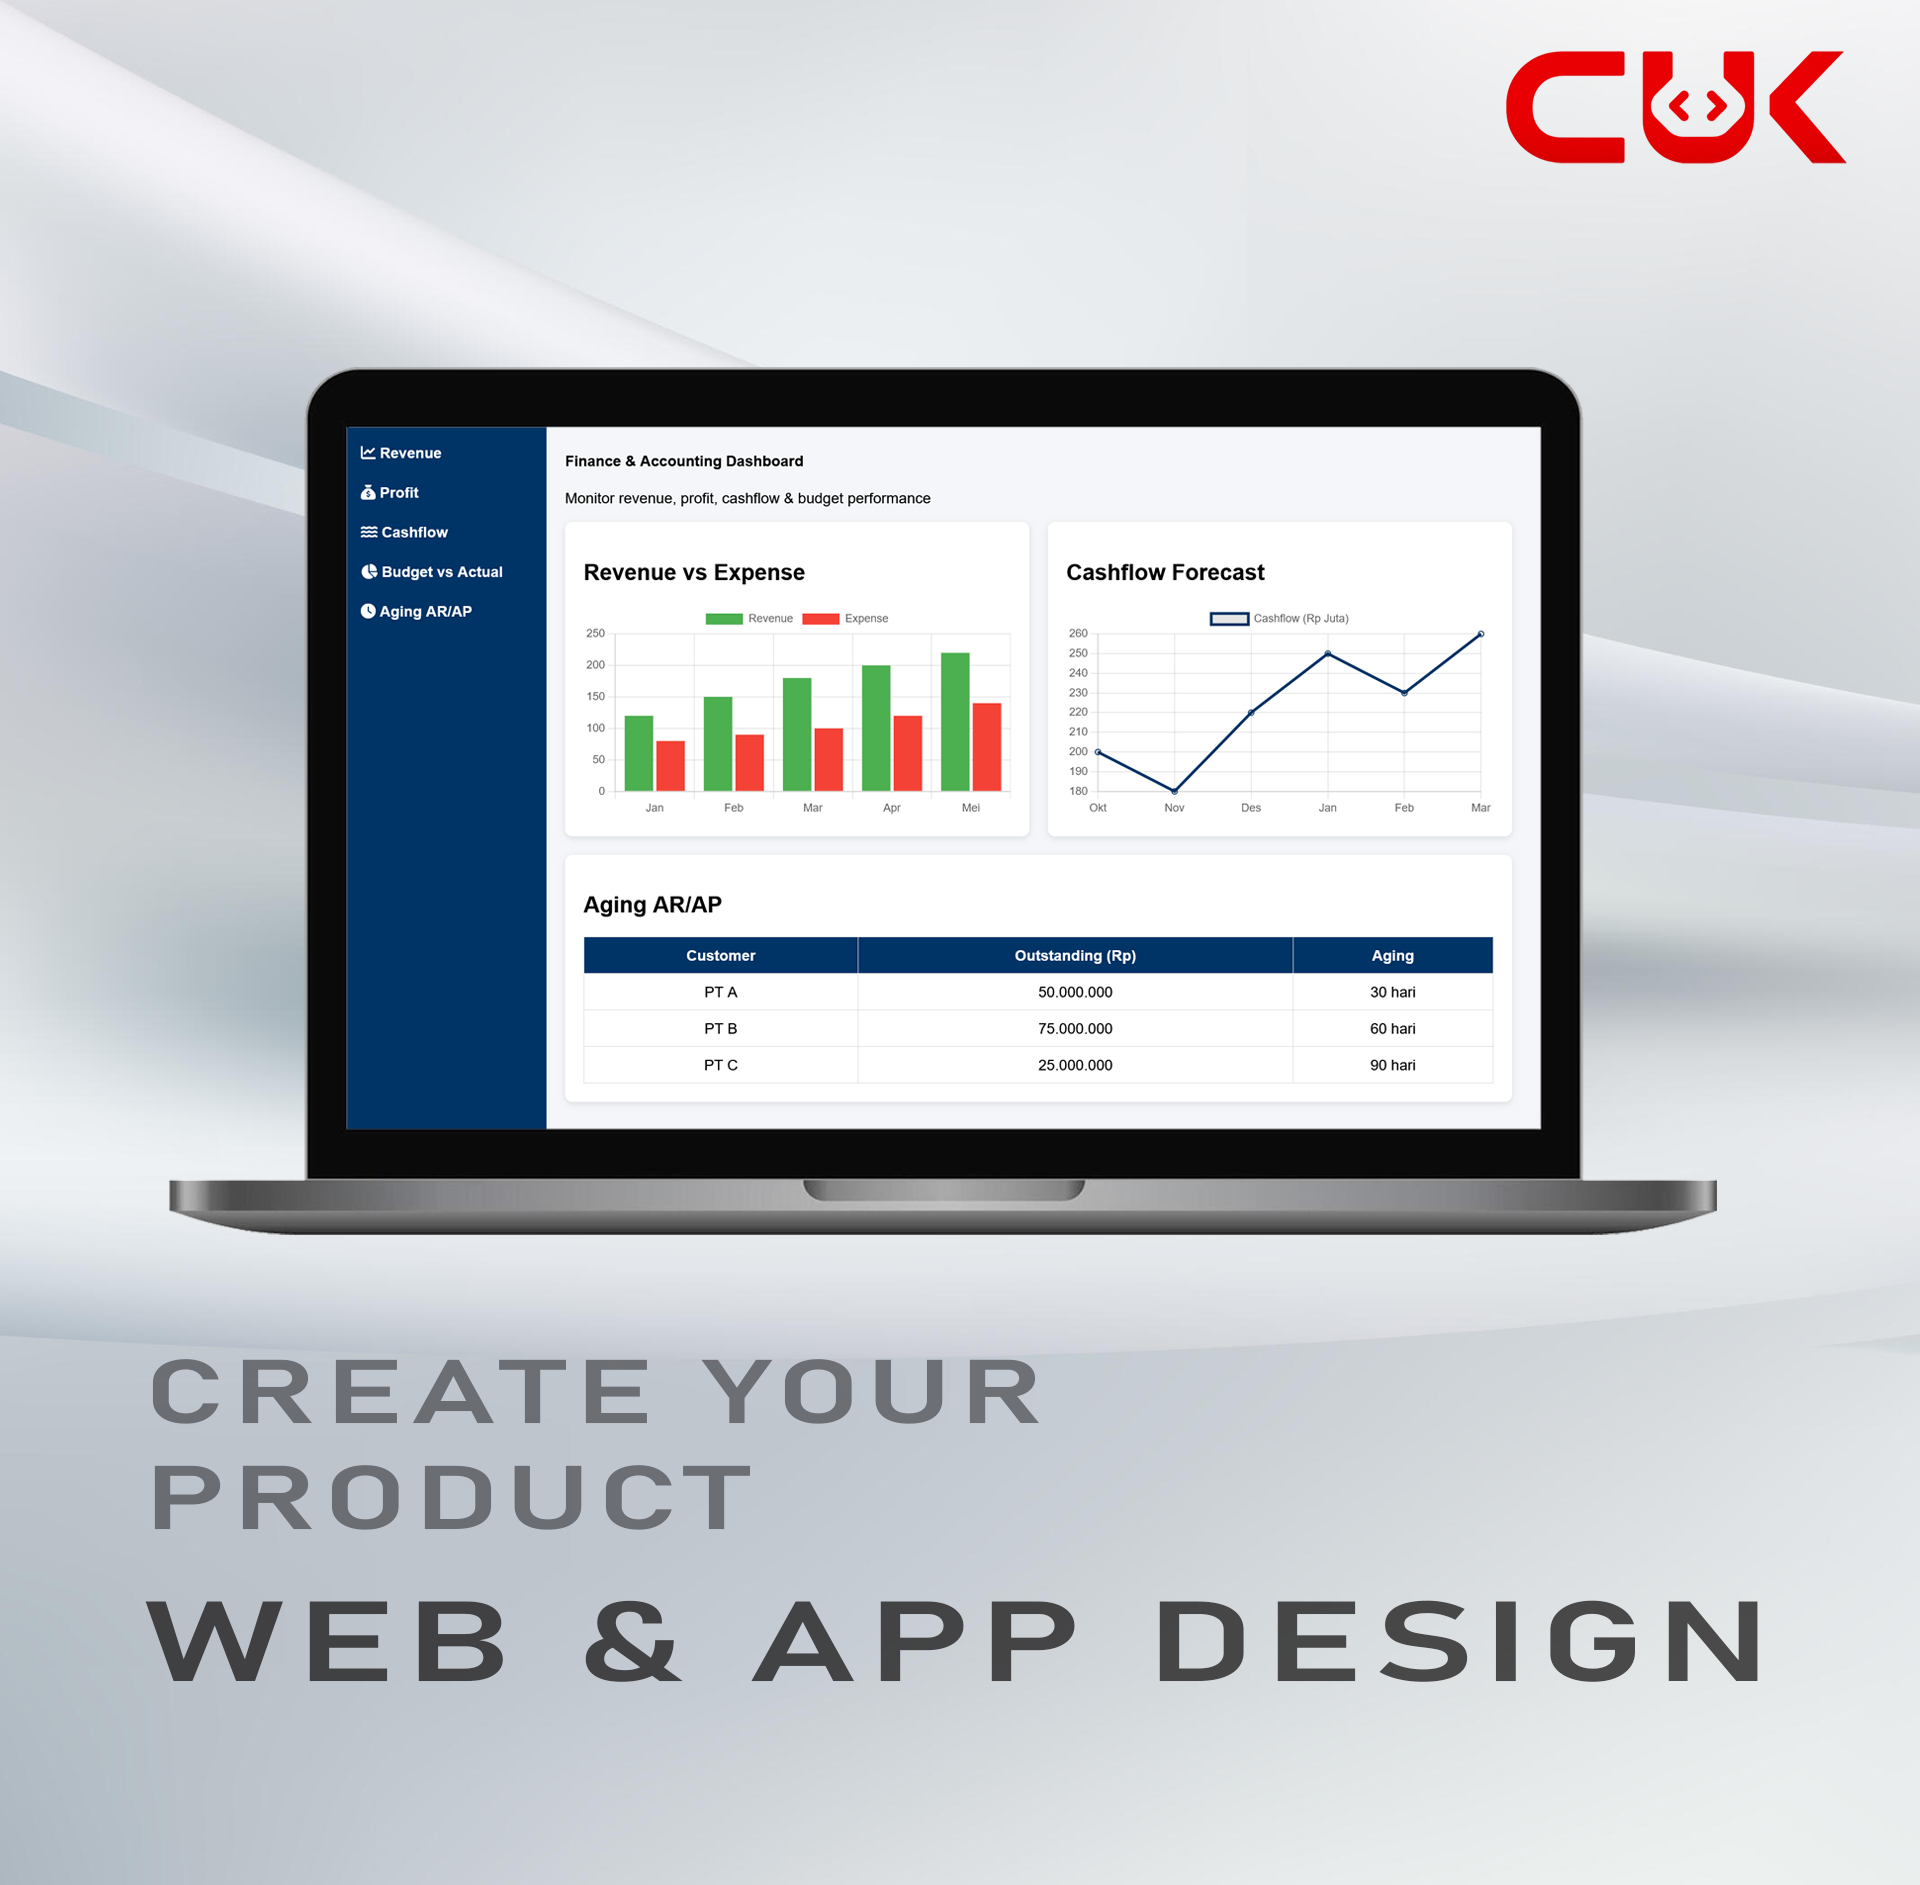 CUK
Revenue
Profit
Cashflow
Budget vs Actual
Aging AR/AP
Finance & Accounting Dashboard
Monitor revenue, profit, cashflow & budget performance
Revenue vs Expense
Revenue Expense
250
200
150
100
50
0
Jan Feb Mar Apr Mei
Cashflow Forecast
Cashflow (Rp Juta)
260
250
240
230
220
210
200
190
180
Okt Nov Des Jan Feb Mar
Aging AR/AP
Customer Outstanding (Rp) Aging
PT A 50.000.000 30 hari
PT B 75.000.000 60 hari
PT C 25.000.000 90 hari
CREATE YOUR
PRODUCT
WEB & APP DESIGN